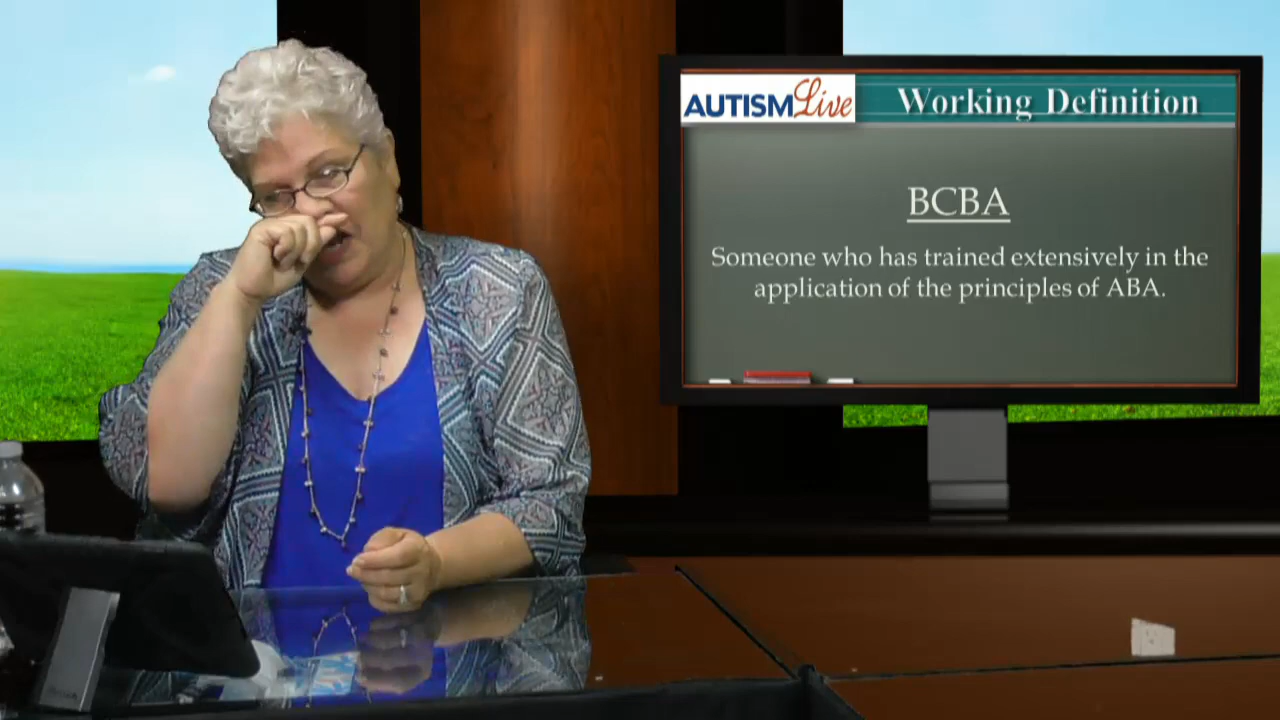 AUTISM Live
Working Definition
BCBA
Someone who has trained extensively in the
application of the principles of ABA.